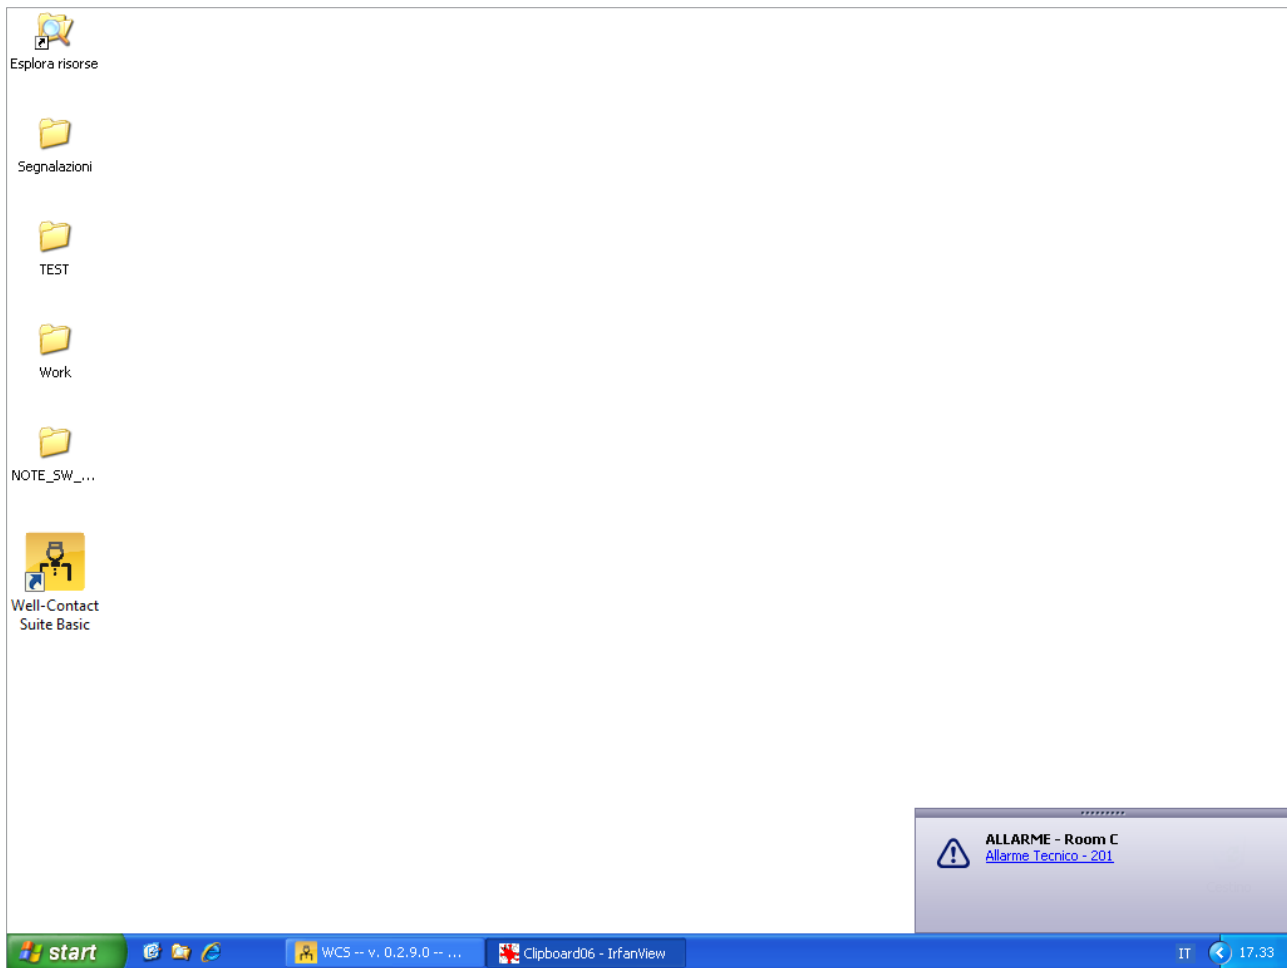 Esplora risorse
Segnalazioni
TEST
Work
NOTE_SW_...
Well-Contact
Suite Basic
ALLARME - Room C
Allarme Tecnico - 201
start
WCS -- v. 0.2.9.0 -- ...
Clipboard06 - IrfanView
IT
17.33